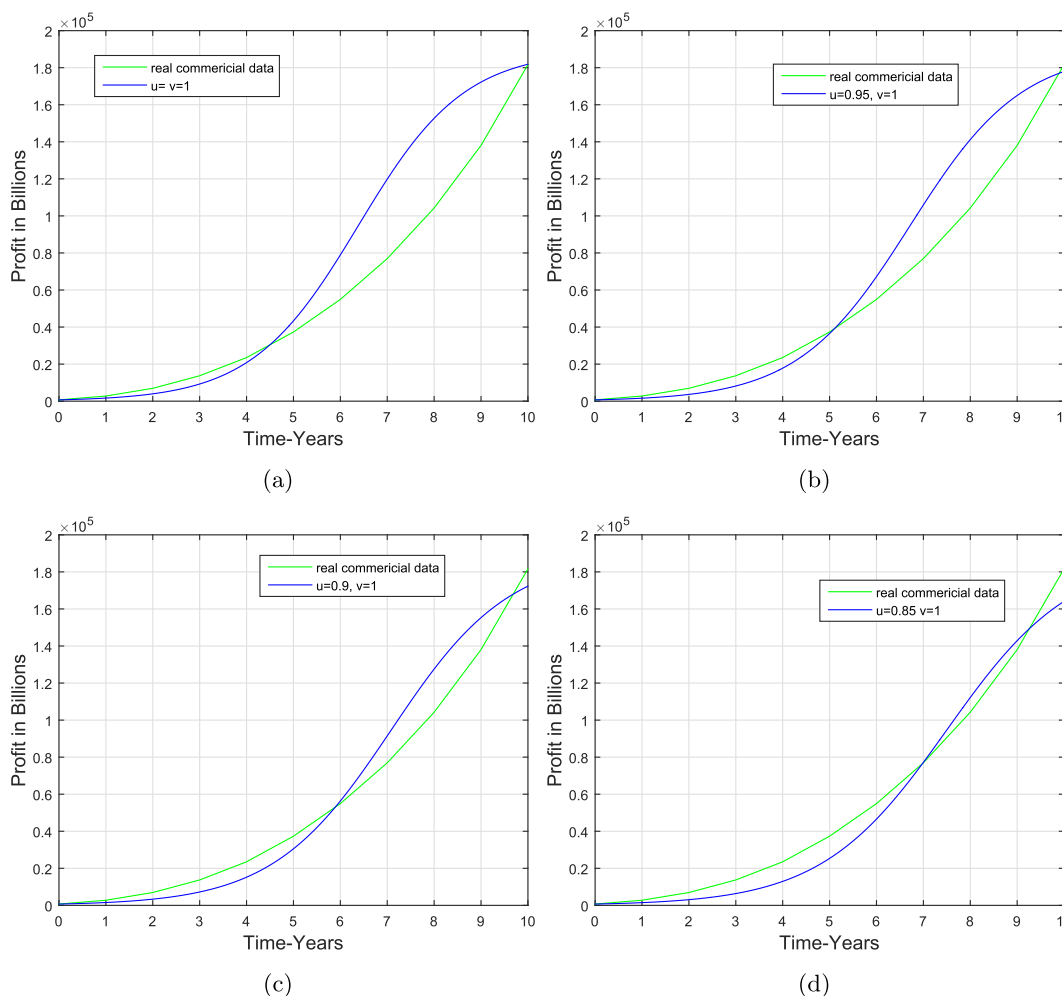 ×10^5
2
1.8
1.6
1.4
1.2
1
0.8
0.6
0.4
0.2
0
Profit in Billions
real commericial data
u= v=1
0 1 2 3 4 5 6 7 8 9 10
Time-Years
(a)
×10^5
2
1.8
1.6
1.4
1.2
1
0.8
0.6
0.4
0.2
0
Profit in Billions
real commericial data
u=0.95, v=1
0 1 2 3 4 5 6 7 8 9 1
Time-Years
(b)
×10^5
2
1.8
1.6
1.4
1.2
1
0.8
0.6
0.4
0.2
0
Profit in Billions
real commericial data
u=0.9, v=1
0 1 2 3 4 5 6 7 8 9 10
Time-Years
(c)
×10^5
2
1.8
1.6
1.4
1.2
1
0.8
0.6
0.4
0.2
0
Profit in Billions
real commericial data
u=0.85 v=1
0 1 2 3 4 5 6 7 8 9 1
Time-Years
(d)